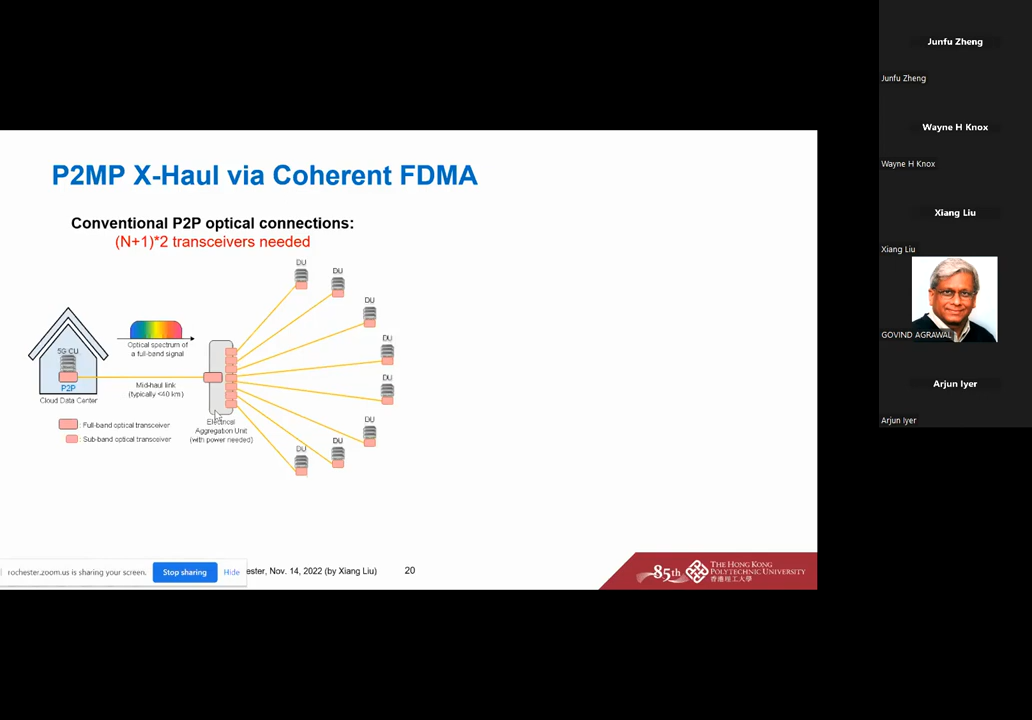 P2MP X-Haul via Coherent FDMA
Conventional P2P optical connections:
(N+1)*2 transceivers needed
DU
DU
DU
DU
DU
DU
DU
DU
5G CU
P2P
Cloud Data Center
Optical spectrum of
a full-band signal
Mid-haul link
(typically <40 km)
Electrical
Aggregation Unit
(with power needed)
: Full-band optical transceiver
: Sub-band optical transceiver
rochester.zoom.us is sharing your screen.
Stop sharing
Hide
ester, Nov. 14, 2022 (by Xiang Liu)
20
85th
THE HONG KONG
POLYTECHNIC UNIVERSITY
香港理工大學
Junfu Zheng
Junfu Zheng
Wayne H Knox
Wayne H Knox
Xiang Liu
Xiang Liu
GOVIND AGRAWAL
Arjun Iyer
Arjun Iyer